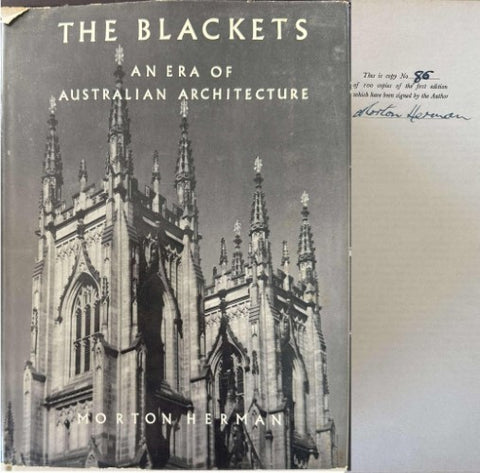 THE BLACKETS
AN ERA OF
AUSTRALIAN ARCHITECTURE
MORTON HERMAN
This is copy No. 86
of 100 copies of the first edition
which have been signed by the Author
Morton Herman